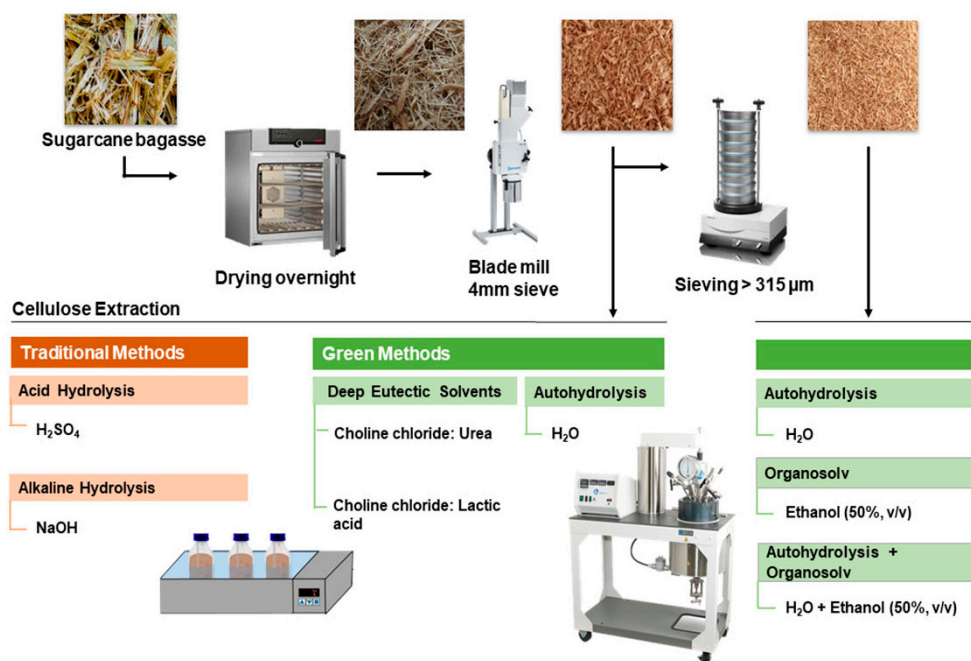 Sugarcane bagasse
Drying overnight
Blade mill
4mm sieve
Sieving > 315 µm
Cellulose Extraction
Traditional Methods
Acid Hydrolysis
H₂SO₄
Alkaline Hydrolysis
NaOH
Green Methods
Deep Eutectic Solvents
Choline chloride: Urea
Choline chloride: Lactic
acid
Autohydrolysis
H₂O
Autohydrolysis
H₂O
Organosolv
Ethanol (50%, v/v)
Autohydrolysis +
Organosolv
H₂O + Ethanol (50%, v/v)